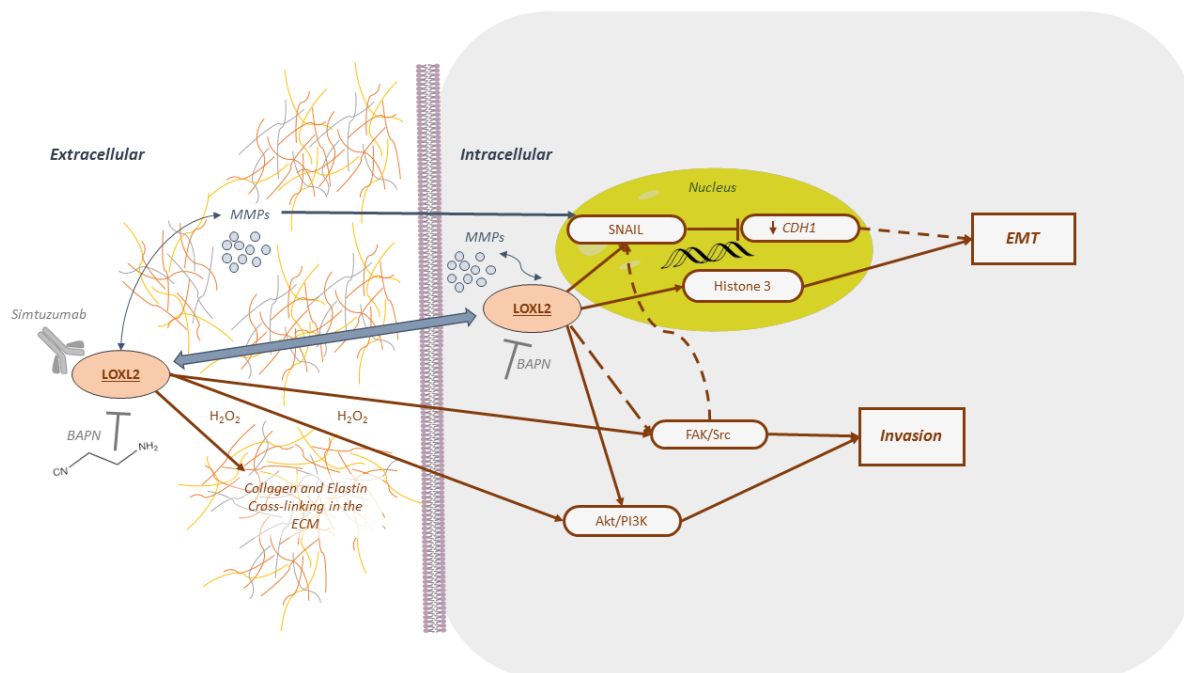 Extracellular
Intracellular
Nucleus
MMPs
SNAIL
↓ CDH1
EMT
MMPs
Histone 3
LOXL2
BAPN
Simtuzumab
LOXL2
H₂O₂
H₂O₂
BAPN
CN
NH₂
FAK/Src
Invasion
Collagen and Elastin
Cross-linking in the
ECM
Akt/PI3K